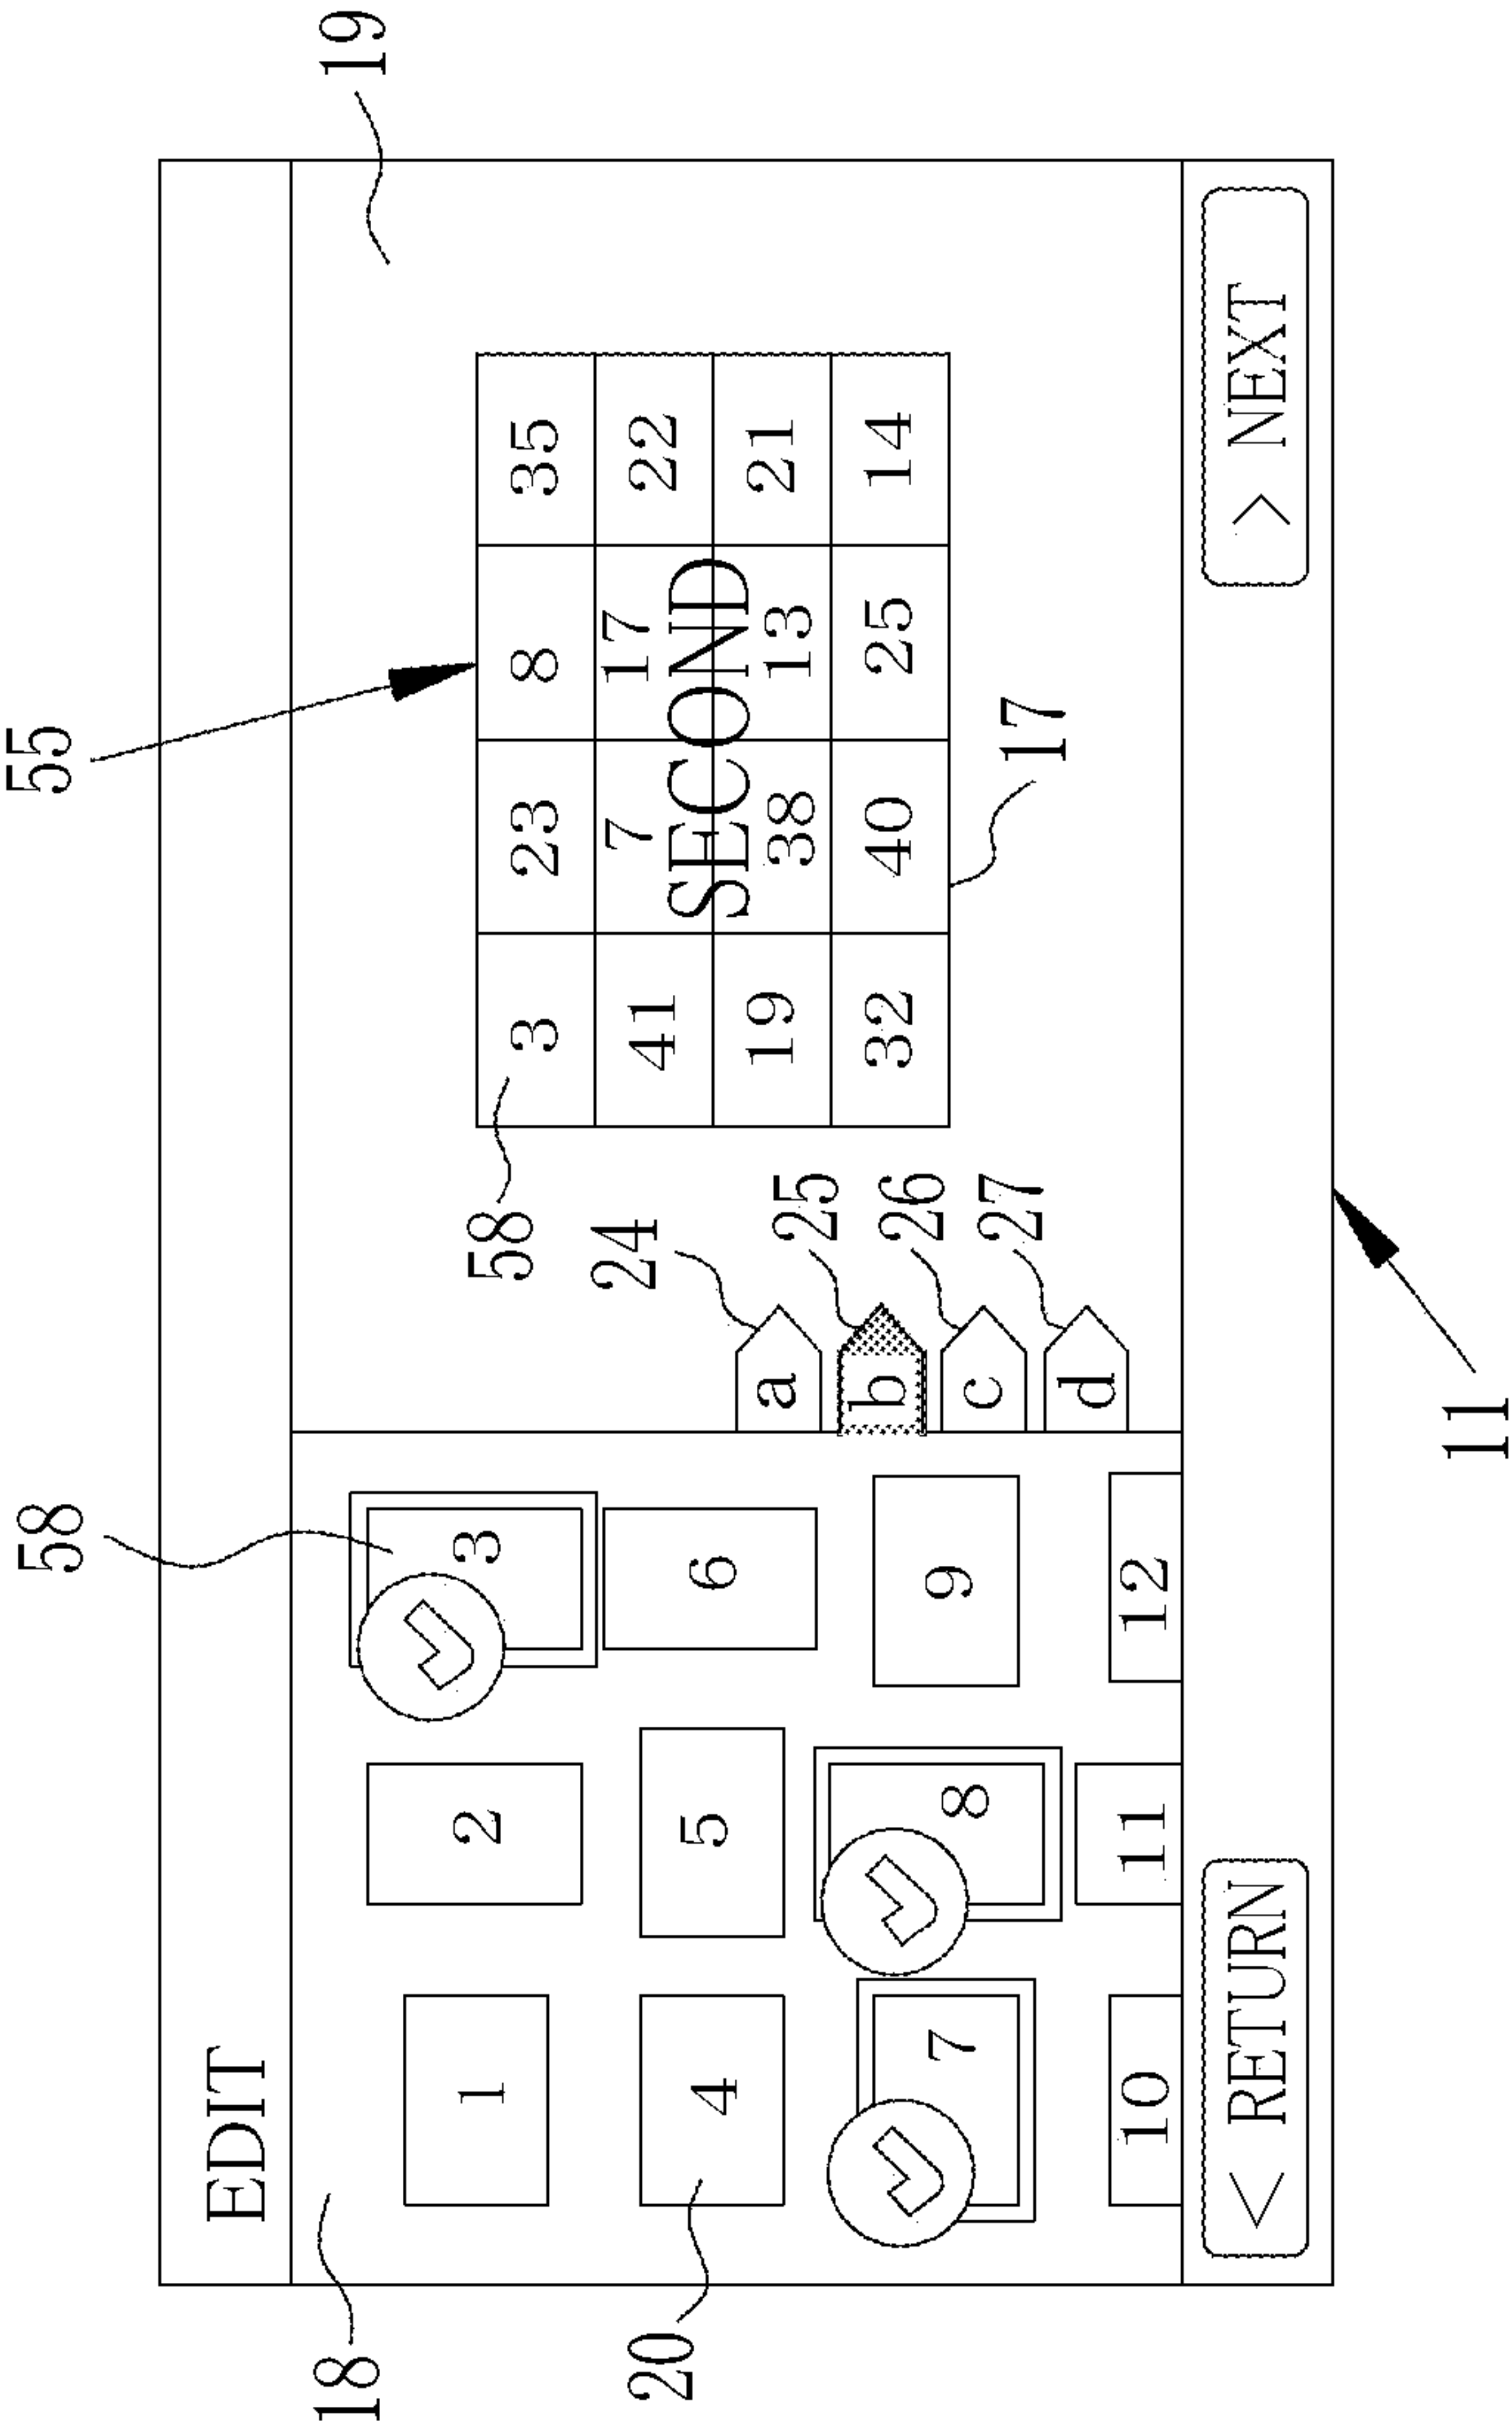 58 55
EDIT
18 19
1 2 3
58
3 23 8 35
20
4 5 6
24
41 7 17 22
SECOND
a
25
19 38 13 21
b
26
32 40 25 14
7 8 9
c
27
17
d
10 11 12
< RETURN > NEXT
11